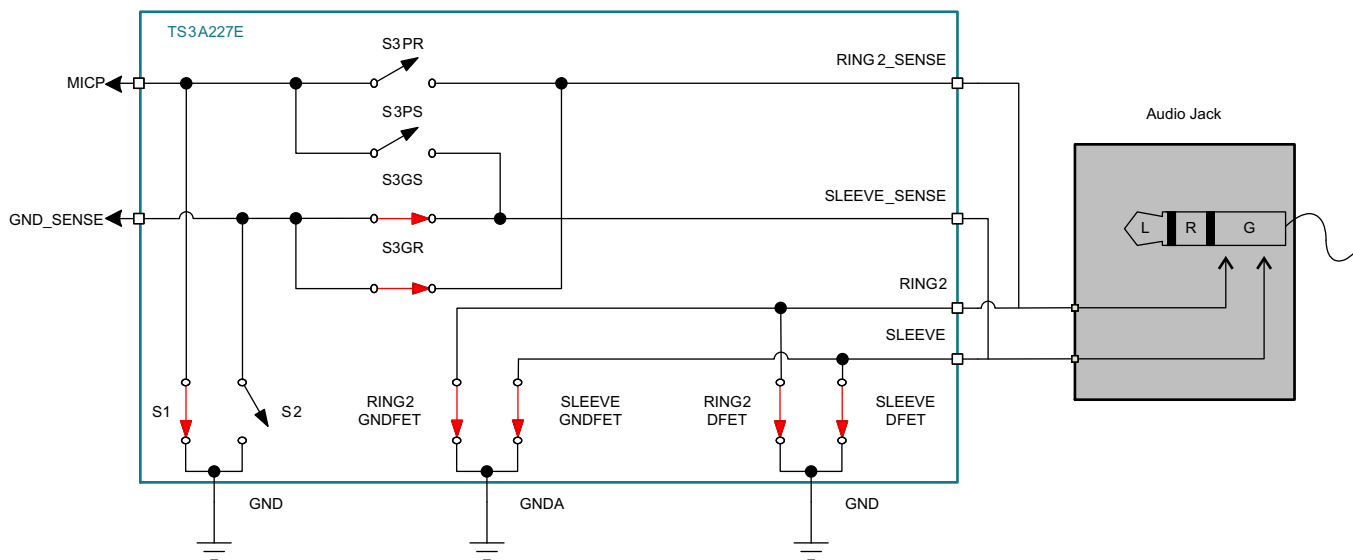 TS3A227E
S3PR
RING2_SENSE
MICP
S3PS
Audio Jack
S3GS
SLEEVE_SENSE
GND_SENSE
L R G
S3GR
RING2
SLEEVE
S1
S2
RING2
GNDFET
SLEEVE
GNDFET
RING2
DFET
SLEEVE
DFET
GND
GNDA
GND